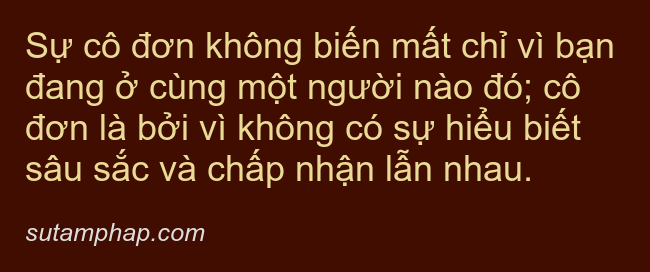 Sự cô đơn không biến mất chỉ vì bạn
đang ở cùng một người nào đó; cô
đơn là bởi vì không có sự hiểu biết
sâu sắc và chấp nhận lẫn nhau.
sutamphap.com